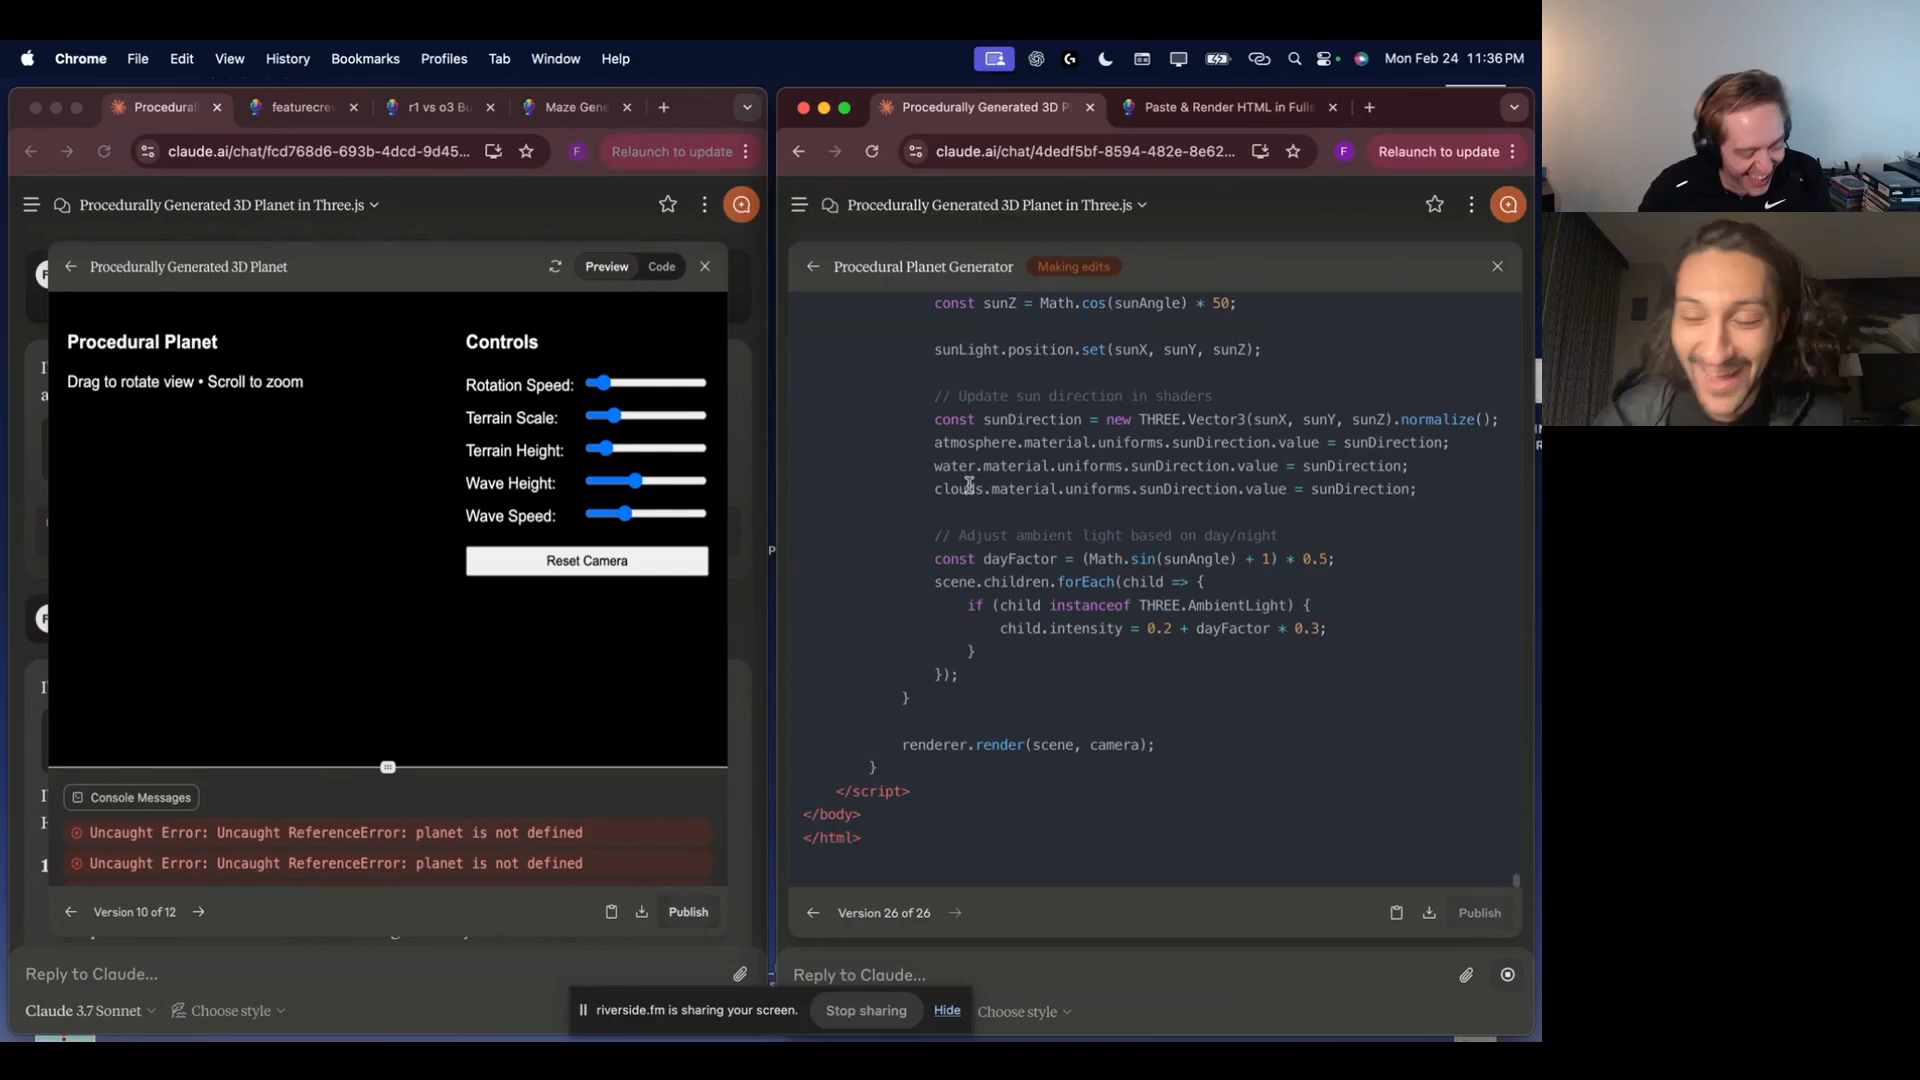 Chrome File Edit View History Bookmarks Profiles Tab Window Help
Mon Feb 24 11:36 PM
Procedural
featurecre
r1 vs o3 Bu
Maze Gene
claude.ai/chat/fcd768d6-693b-4dcd-9d45...
F
Relaunch to update
Procedurally Generated 3D Planet in Three.js
Procedurally Generated 3D Planet
Preview
Code
Procedural Planet
Drag to rotate view • Scroll to zoom
Controls
Rotation Speed:
Terrain Scale:
Terrain Height:
Wave Height:
Wave Speed:
Reset Camera
Console Messages
Uncaught Error: Uncaught ReferenceError: planet is not defined
Uncaught Error: Uncaught ReferenceError: planet is not defined
Version 10 of 12
Publish
Reply to Claude...
Claude 3.7 Sonnet
Choose style
Procedurally Generated 3D P
Paste & Render HTML in Fulls
claude.ai/chat/4dedf5bf-8594-482e-8e62...
F
Relaunch to update
Procedurally Generated 3D Planet in Three.js
Procedural Planet Generator
Making edits
const sunZ = Math.cos(sunAngle) * 50;
sunLight.position.set(sunX, sunY, sunZ);
// Update sun direction in shaders
const sunDirection = new THREE.Vector3(sunX, sunY, sunZ).normalize();
atmosphere.material.uniforms.sunDirection.value = sunDirection;
water.material.uniforms.sunDirection.value = sunDirection;
clouds.material.uniforms.sunDirection.value = sunDirection;
// Adjust ambient light based on day/night
const dayFactor = (Math.sin(sunAngle) + 1) * 0.5;
scene.children.forEach(child => {
if (child instanceof THREE.AmbientLight) {
child.intensity = 0.2 + dayFactor * 0.3;
}
});
}
renderer.render(scene, camera);
}
</script>
</body>
</html>
Version 26 of 26
Publish
Reply to Claude...
Choose style
riverside.fm is sharing your screen.
Stop sharing
Hide